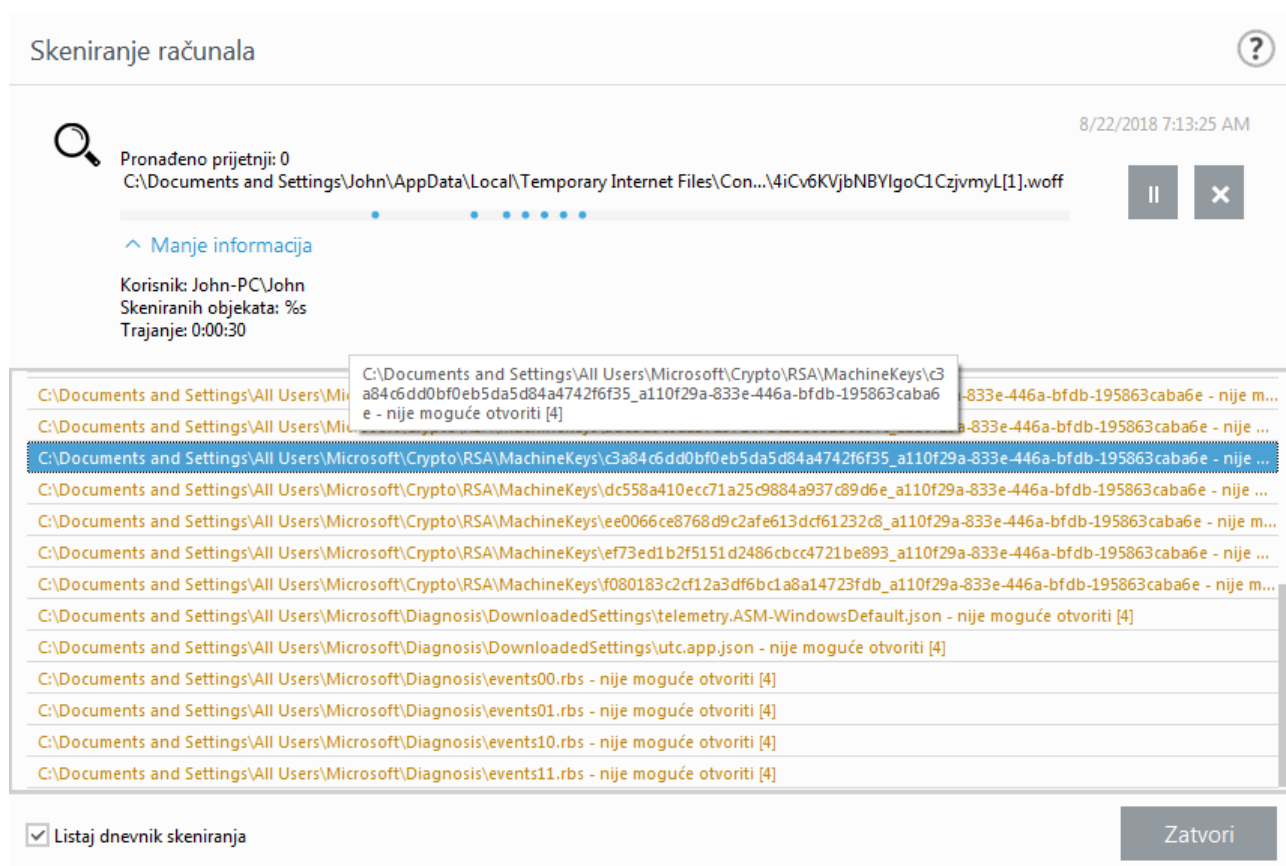 Skeniranje računala
?
8/22/2018 7:13:25 AM
Pronađeno prijetnji: 0
C:\Documents and Settings\John\AppData\Local\Temporary Internet Files\Con...\4iCv6KVjbNBYlgoC1CzjvmyL[1].woff
Manje informacija
Korisnik: John-PC\John
Skeniranih objekata: %s
Trajanje: 0:00:30
C:\Documents and Settings\All Users\Microsoft\Crypto\RSA\MachineKeys\c3
a84c6dd0bf0eb5da5d84a4742f6f35_a110f29a-833e-446a-bfdb-195863caba6
e - nije moguće otvoriti [4]
C:\Documents and Settings\All Users\Mi -833e-446a-bfdb-195863caba6e - nije m...
C:\Documents and Settings\All Users\Mic -833e-446a-bfdb-195863caba6e - nije ...
C:\Documents and Settings\All Users\Microsoft\Crypto\RSA\MachineKeys\c3a84c6dd0bf0eb5da5d84a4742f6f35_a110f29a-833e-446a-bfdb-195863caba6e - nije ...
C:\Documents and Settings\All Users\Microsoft\Crypto\RSA\MachineKeys\dc558a410ecc71a25c9884a937c89d6e_a110f29a-833e-446a-bfdb-195863caba6e - nije ...
C:\Documents and Settings\All Users\Microsoft\Crypto\RSA\MachineKeys\ee0066ce8768d9c2afe613dcf61232c8_a110f29a-833e-446a-bfdb-195863caba6e - nije m...
C:\Documents and Settings\All Users\Microsoft\Crypto\RSA\MachineKeys\ef73ed1b2f5151d2486cbcc4721be893_a110f29a-833e-446a-bfdb-195863caba6e - nije ...
C:\Documents and Settings\All Users\Microsoft\Crypto\RSA\MachineKeys\f080183c2cf12a3df6bc1a8a14723fdb_a110f29a-833e-446a-bfdb-195863caba6e - nije m...
C:\Documents and Settings\All Users\Microsoft\Diagnosis\DownloadedSettings\telemetry.ASM-WindowsDefault.json - nije moguće otvoriti [4]
C:\Documents and Settings\All Users\Microsoft\Diagnosis\DownloadedSettings\utc.app.json - nije moguće otvoriti [4]
C:\Documents and Settings\All Users\Microsoft\Diagnosis\events00.rbs - nije moguće otvoriti [4]
C:\Documents and Settings\All Users\Microsoft\Diagnosis\events01.rbs - nije moguće otvoriti [4]
C:\Documents and Settings\All Users\Microsoft\Diagnosis\events10.rbs - nije moguće otvoriti [4]
C:\Documents and Settings\All Users\Microsoft\Diagnosis\events11.rbs - nije moguće otvoriti [4]
Listaj dnevnik skeniranja
Zatvori